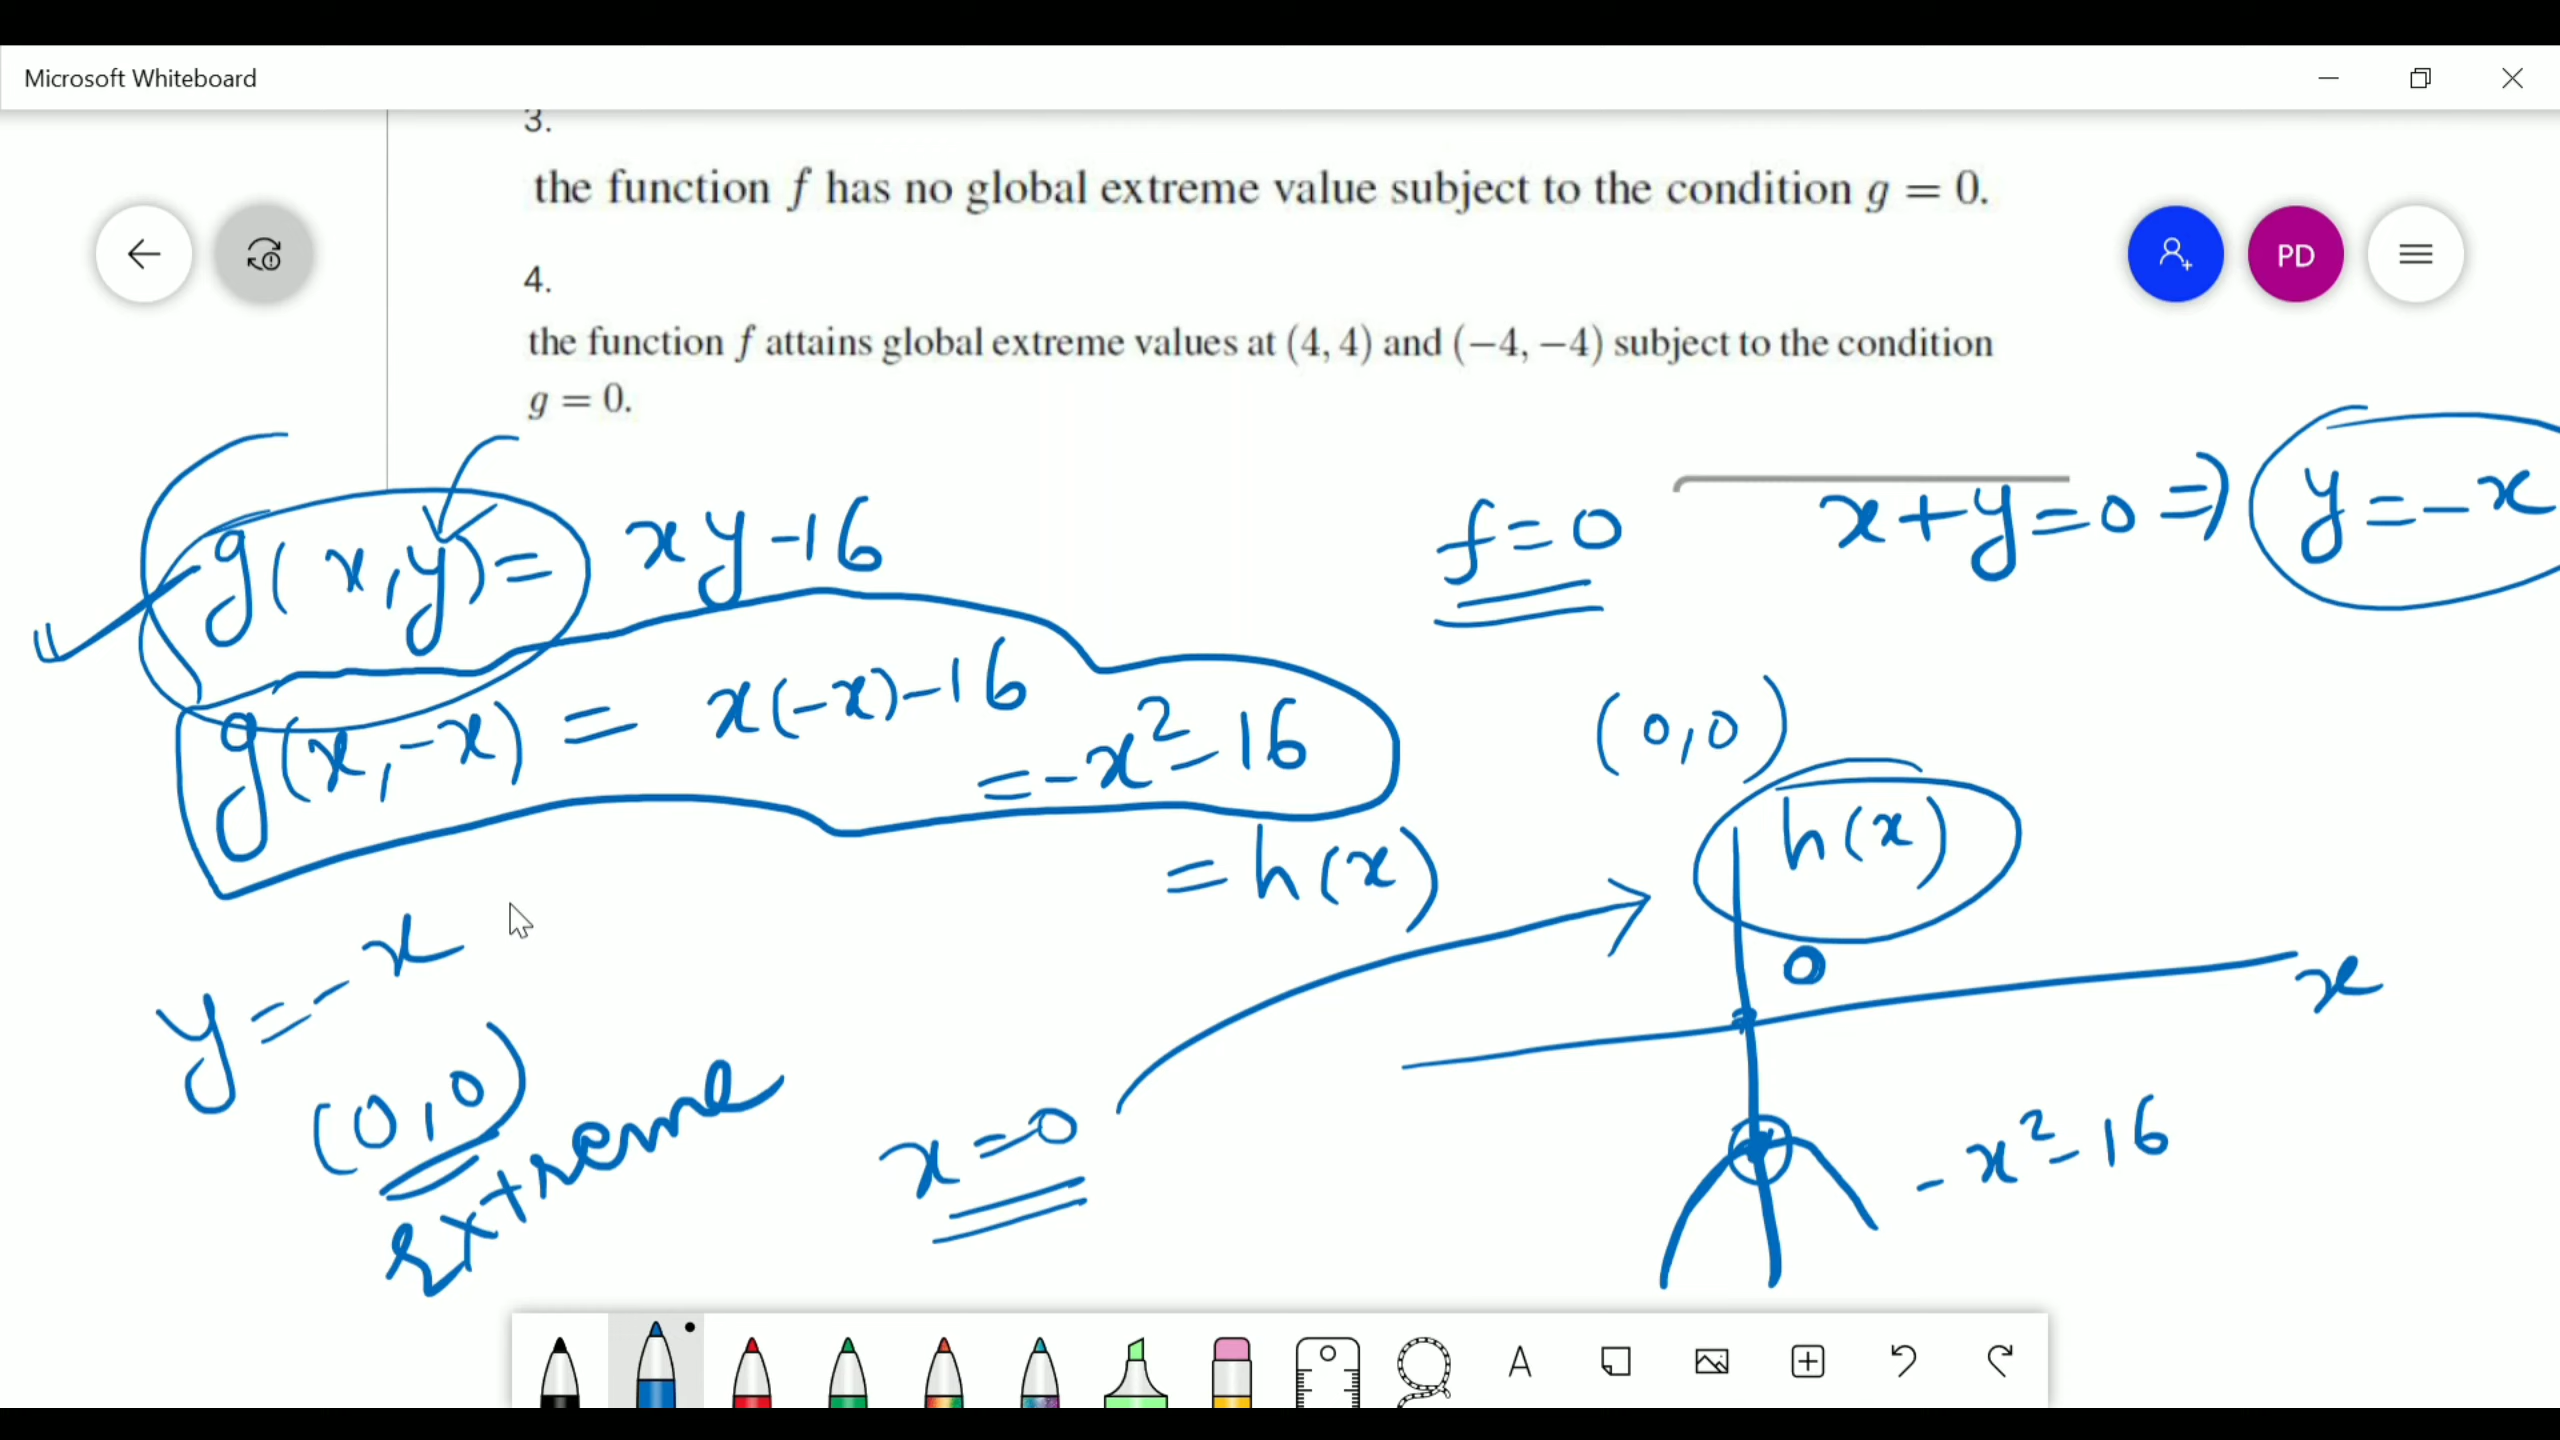 Microsoft Whiteboard
3.
the function f has no global extreme value subject to the condition g = 0.
PD
4.
the function f attains global extreme values at (4, 4) and (−4, −4) subject to the condition
g = 0.
g(x,y) = xy-16
f=0
x+y=0 ⇒ y=-x
g(x,-x) = x(-x)-16
= -x²-16
= h(x)
(0,0)
h(x)
0
x
y=-x
(0,0)
Extreme
x=0
-x²-16
A